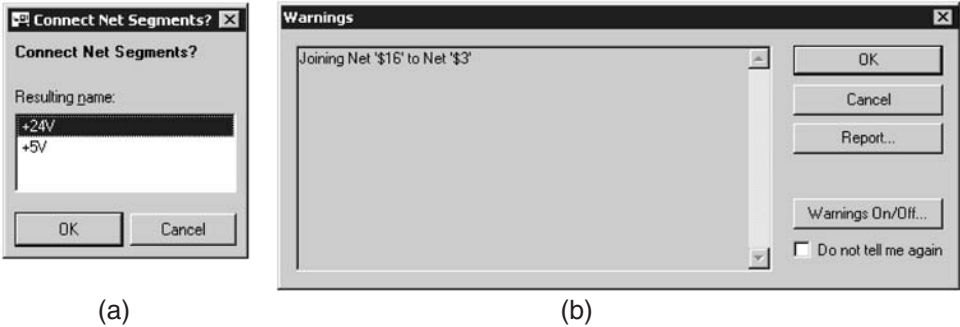 Connect Net Segments?
Connect Net Segments?
Resulting name:
+24V
+5V
OK
Cancel
(a)
Warnings
Joining Net '$16' to Net '$3'
OK
Cancel
Report...
Warnings On/Off...
Do not tell me again
(b)